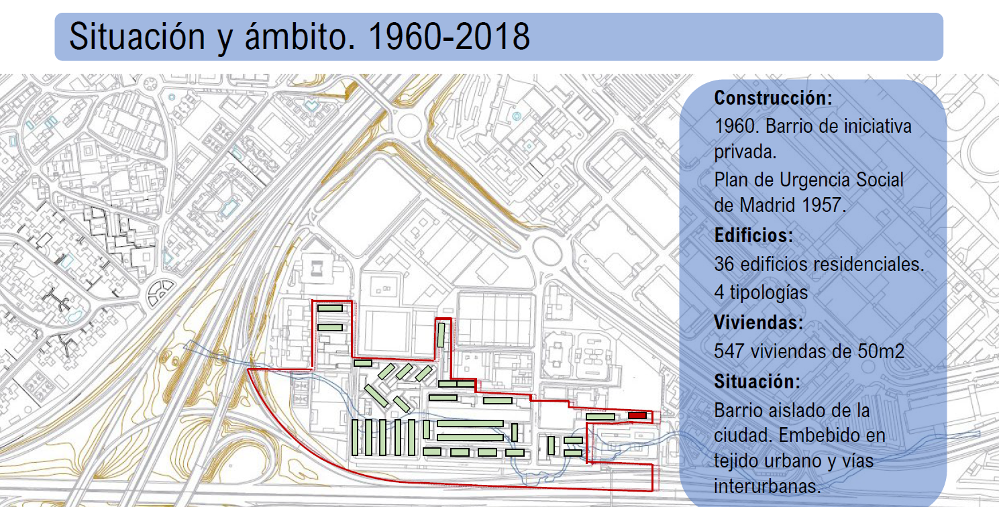 Situación y ámbito. 1960-2018
Construcción:
1960. Barrio de iniciativa
privada.
Plan de Urgencia Social
de Madrid 1957.
Edificios:
36 edificios residenciales.
4 tipologías
Viviendas:
547 viviendas de 50m2
Situación:
Barrio aislado de la
ciudad. Embebido en
tejido urbano y vías
interurbanas.